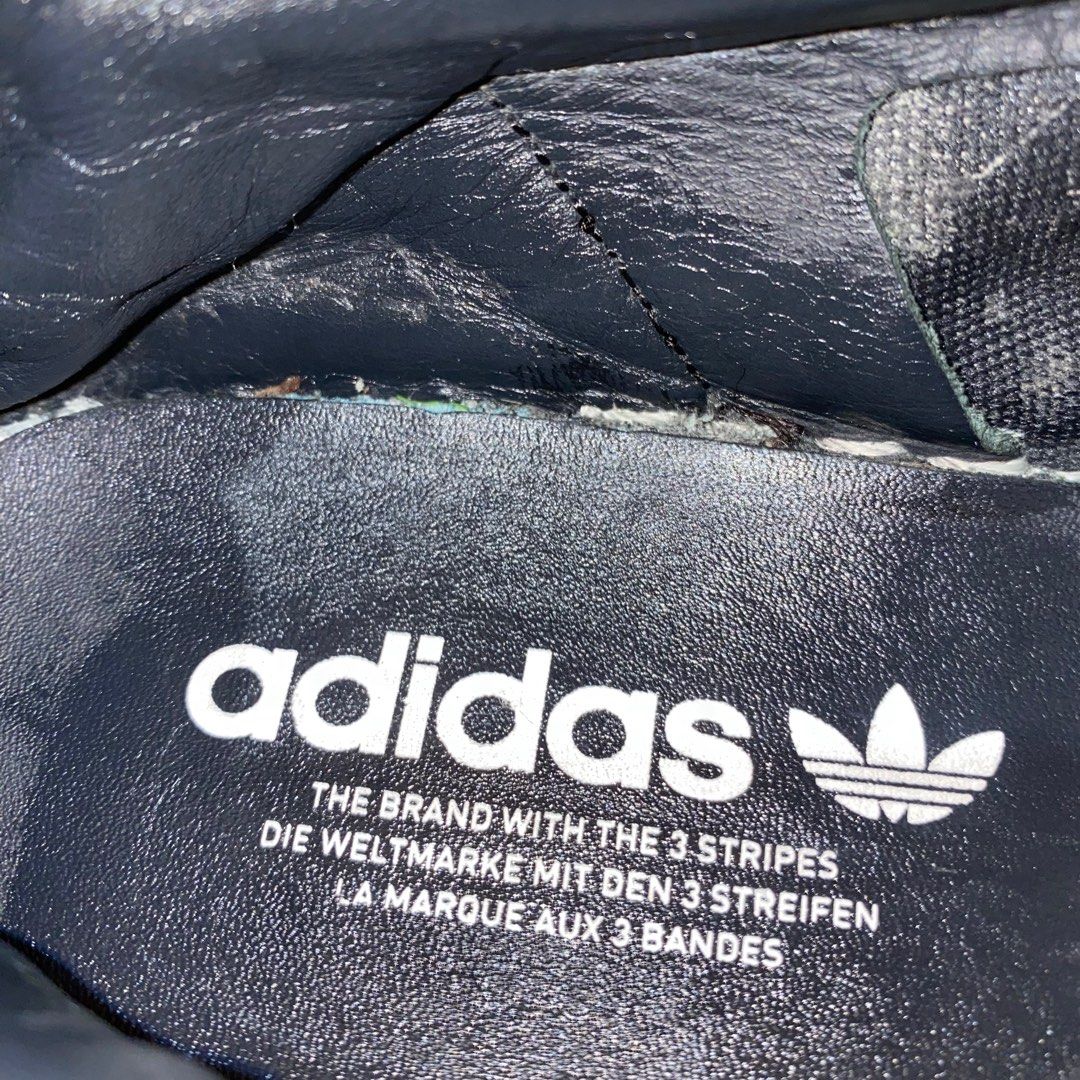 adidas
THE BRAND WITH THE 3 STRIPES
DIE WELTMARKE MIT DEN 3 STREIFEN
LA MARQUE AUX 3 BANDES